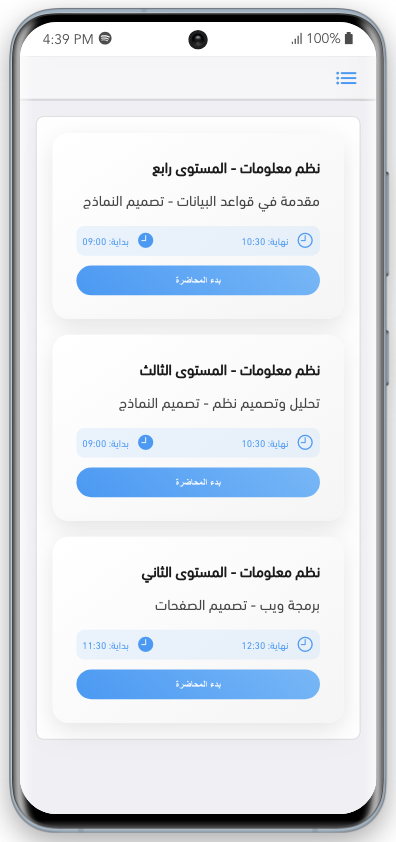 4:39 PM 100%
نظم معلومات - المستوى رابع
مقدمة في قواعد البيانات - تصميم النماذج
نهاية: 10:30 بداية: 09:00
بدء المحاضرة
نظم معلومات - المستوى الثالث
تحليل وتصميم نظم - تصميم النماذج
نهاية: 10:30 بداية: 09:00
بدء المحاضرة
نظم معلومات - المستوى الثاني
برمجة ويب - تصميم الصفحات
نهاية: 12:30 بداية: 11:30
بدء المحاضرة